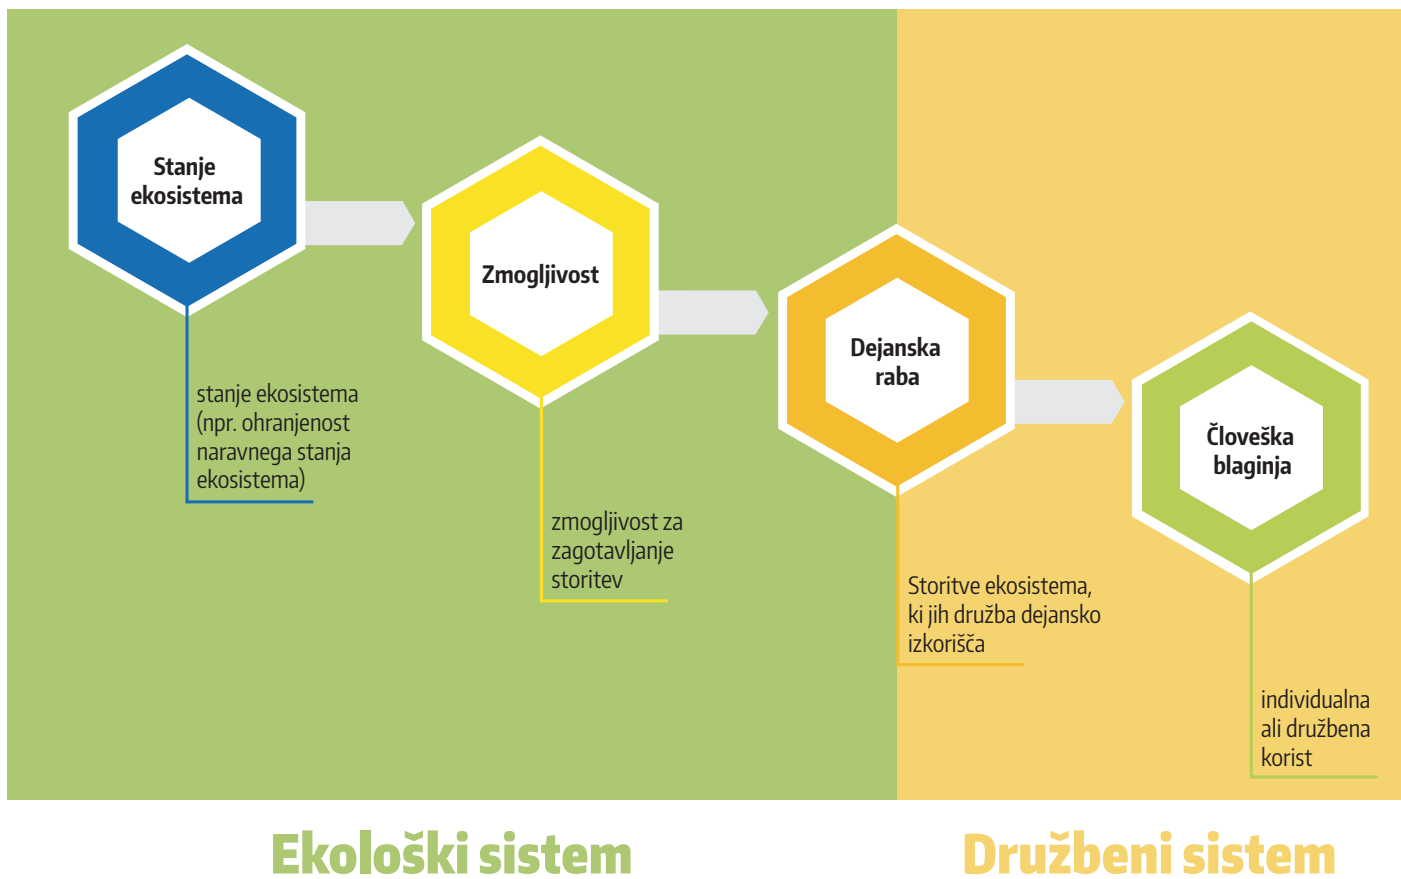 Stanje
ekosistema
stanje ekosistema
(npr. ohranjenost
naravnega stanja
ekosistema)
Zmogljivost
zmogljivost za
zagotavljanje
storitev
Dejanska
raba
Storitve ekosistema,
ki jih družba dejansko
izkorišča
Človeška
blaginja
individualna
ali družbena
korist
Ekološki sistem
Družbeni sistem